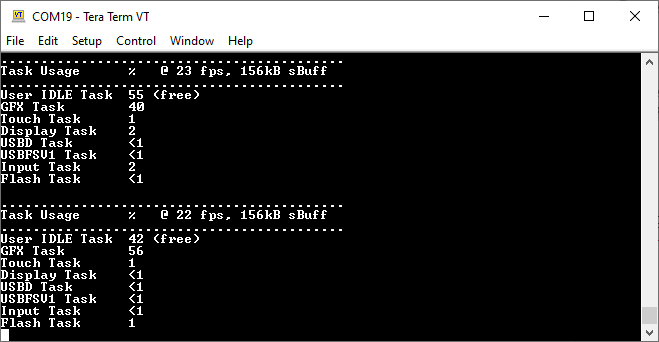 COM19 - Tera Term VT
File Edit Setup Control Window Help
-------------------------------------------
Task Usage      %   @ 23 fps, 156kB sBuff
-------------------------------------------
User IDLE Task  55 (free)
GFX Task        40
Touch Task      1
Display Task    2
USBD Task       <1
USBFSV1 Task    <1
Input Task      2
Flash Task      <1
-------------------------------------------
Task Usage      %   @ 22 fps, 156kB sBuff
-------------------------------------------
User IDLE Task  42 (free)
GFX Task        56
Touch Task      1
Display Task    <1
USBD Task       <1
USBFSV1 Task    <1
Input Task      <1
Flash Task      1